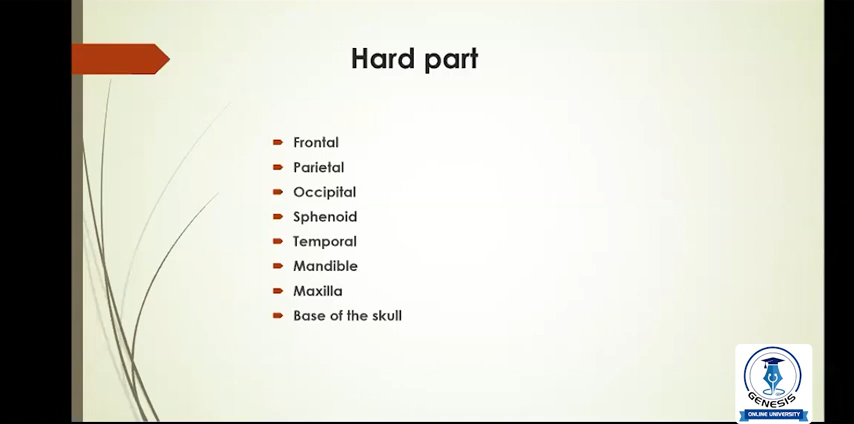 Hard part
Frontal
Parietal
Occipital
Sphenoid
Temporal
Mandible
Maxilla
Base of the skull
GENESIS
ONLINE UNIVERSITY